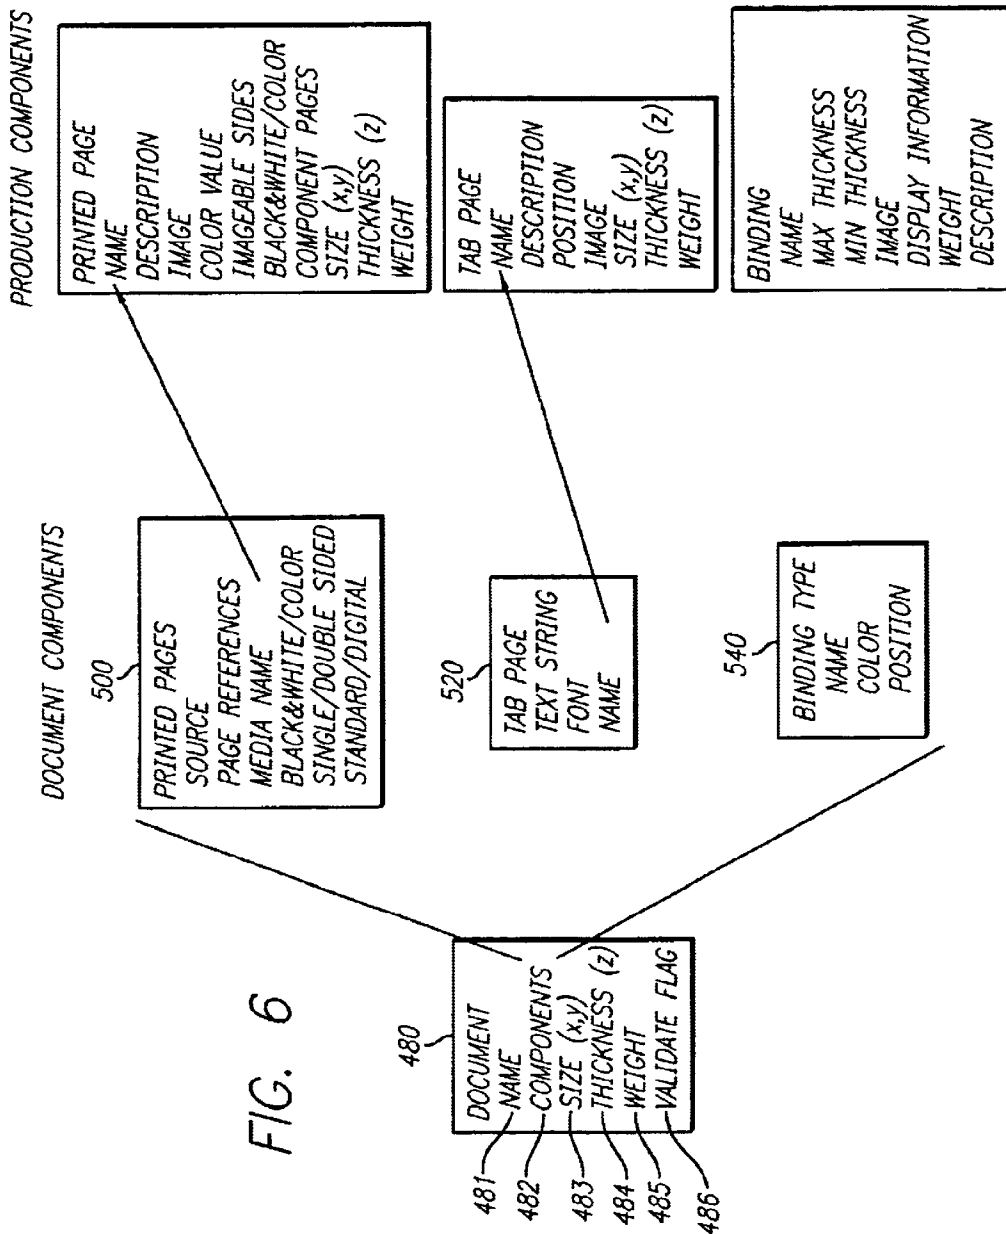 FIG. 6
480
DOCUMENT
481 NAME
482 COMPONENTS
483 SIZE (x,y)
484 THICKNESS (z)
485 WEIGHT
486 VALIDATE FLAG
DOCUMENT COMPONENTS
500
PRINTED PAGES
SOURCE
PAGE REFERENCES
MEDIA NAME
BLACK&WHITE/COLOR
SINGLE/DOUBLE SIDED
STANDARD/DIGITAL
520
TAB PAGE
TEXT STRING
FONT
NAME
540
BINDING TYPE
NAME
COLOR
POSITION
PRODUCTION COMPONENTS
PRINTED PAGE
NAME
DESCRIPTION
IMAGE
COLOR VALUE
IMAGEABLE SIDES
BLACK&WHITE/COLOR
COMPONENT PAGES
SIZE (x,y)
THICKNESS (z)
WEIGHT
TAB PAGE
NAME
DESCRIPTION
POSITION
IMAGE
SIZE (x,y)
THICKNESS (z)
WEIGHT
BINDING
NAME
MAX THICKNESS
MIN THICKNESS
IMAGE
DISPLAY INFORMATION
WEIGHT
DESCRIPTION